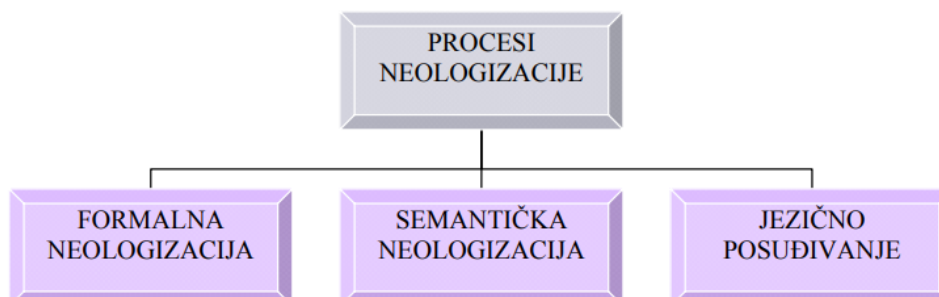 PROCESI
NEOLOGIZACIJE
FORMALNA
NEOLOGIZACIJA
SEMANTIČKA
NEOLOGIZACIJA
JEZIČNO
POSUĐIVANJE